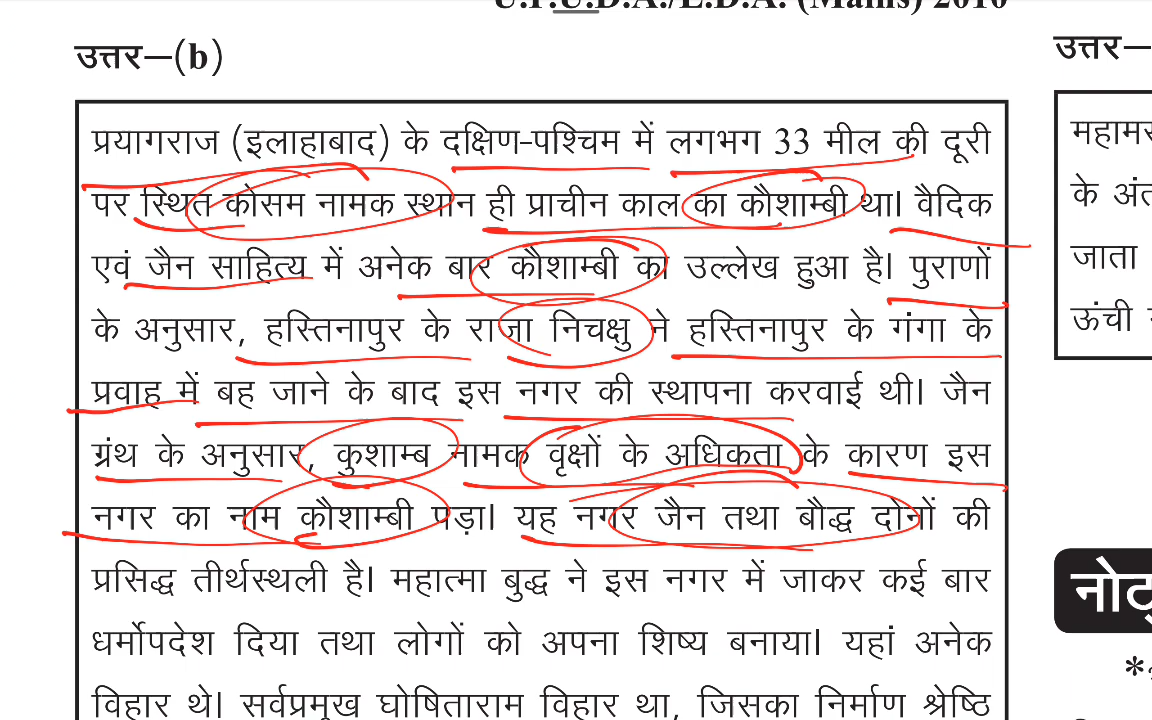 U.P.U.D.A./L.D.A. (Mains) 2010
उत्तर—(b)
प्रयागराज (इलाहाबाद) के दक्षिण-पश्चिम में लगभग 33 मील की दूरी
पर स्थित कोसम नामक स्थान ही प्राचीन काल का कौशाम्बी था। वैदिक
एवं जैन साहित्य में अनेक बार कौशाम्बी का उल्लेख हुआ है। पुराणों
के अनुसार, हस्तिनापुर के राजा निचक्षु ने हस्तिनापुर के गंगा के
प्रवाह में बह जाने के बाद इस नगर की स्थापना करवाई थी। जैन
ग्रंथ के अनुसार, कुशाम्ब नामक वृक्षों के अधिकता के कारण इस
नगर का नाम कौशाम्बी पड़ा। यह नगर जैन तथा बौद्ध दोनों की
प्रसिद्ध तीर्थस्थली है। महात्मा बुद्ध ने इस नगर में जाकर कई बार
धर्मोपदेश दिया तथा लोगों को अपना शिष्य बनाया। यहां अनेक
विहार थे। सर्वप्रमुख घोषिताराम विहार था, जिसका निर्माण श्रेष्ठि
उत्तर—
के अं
जाता
ऊंची